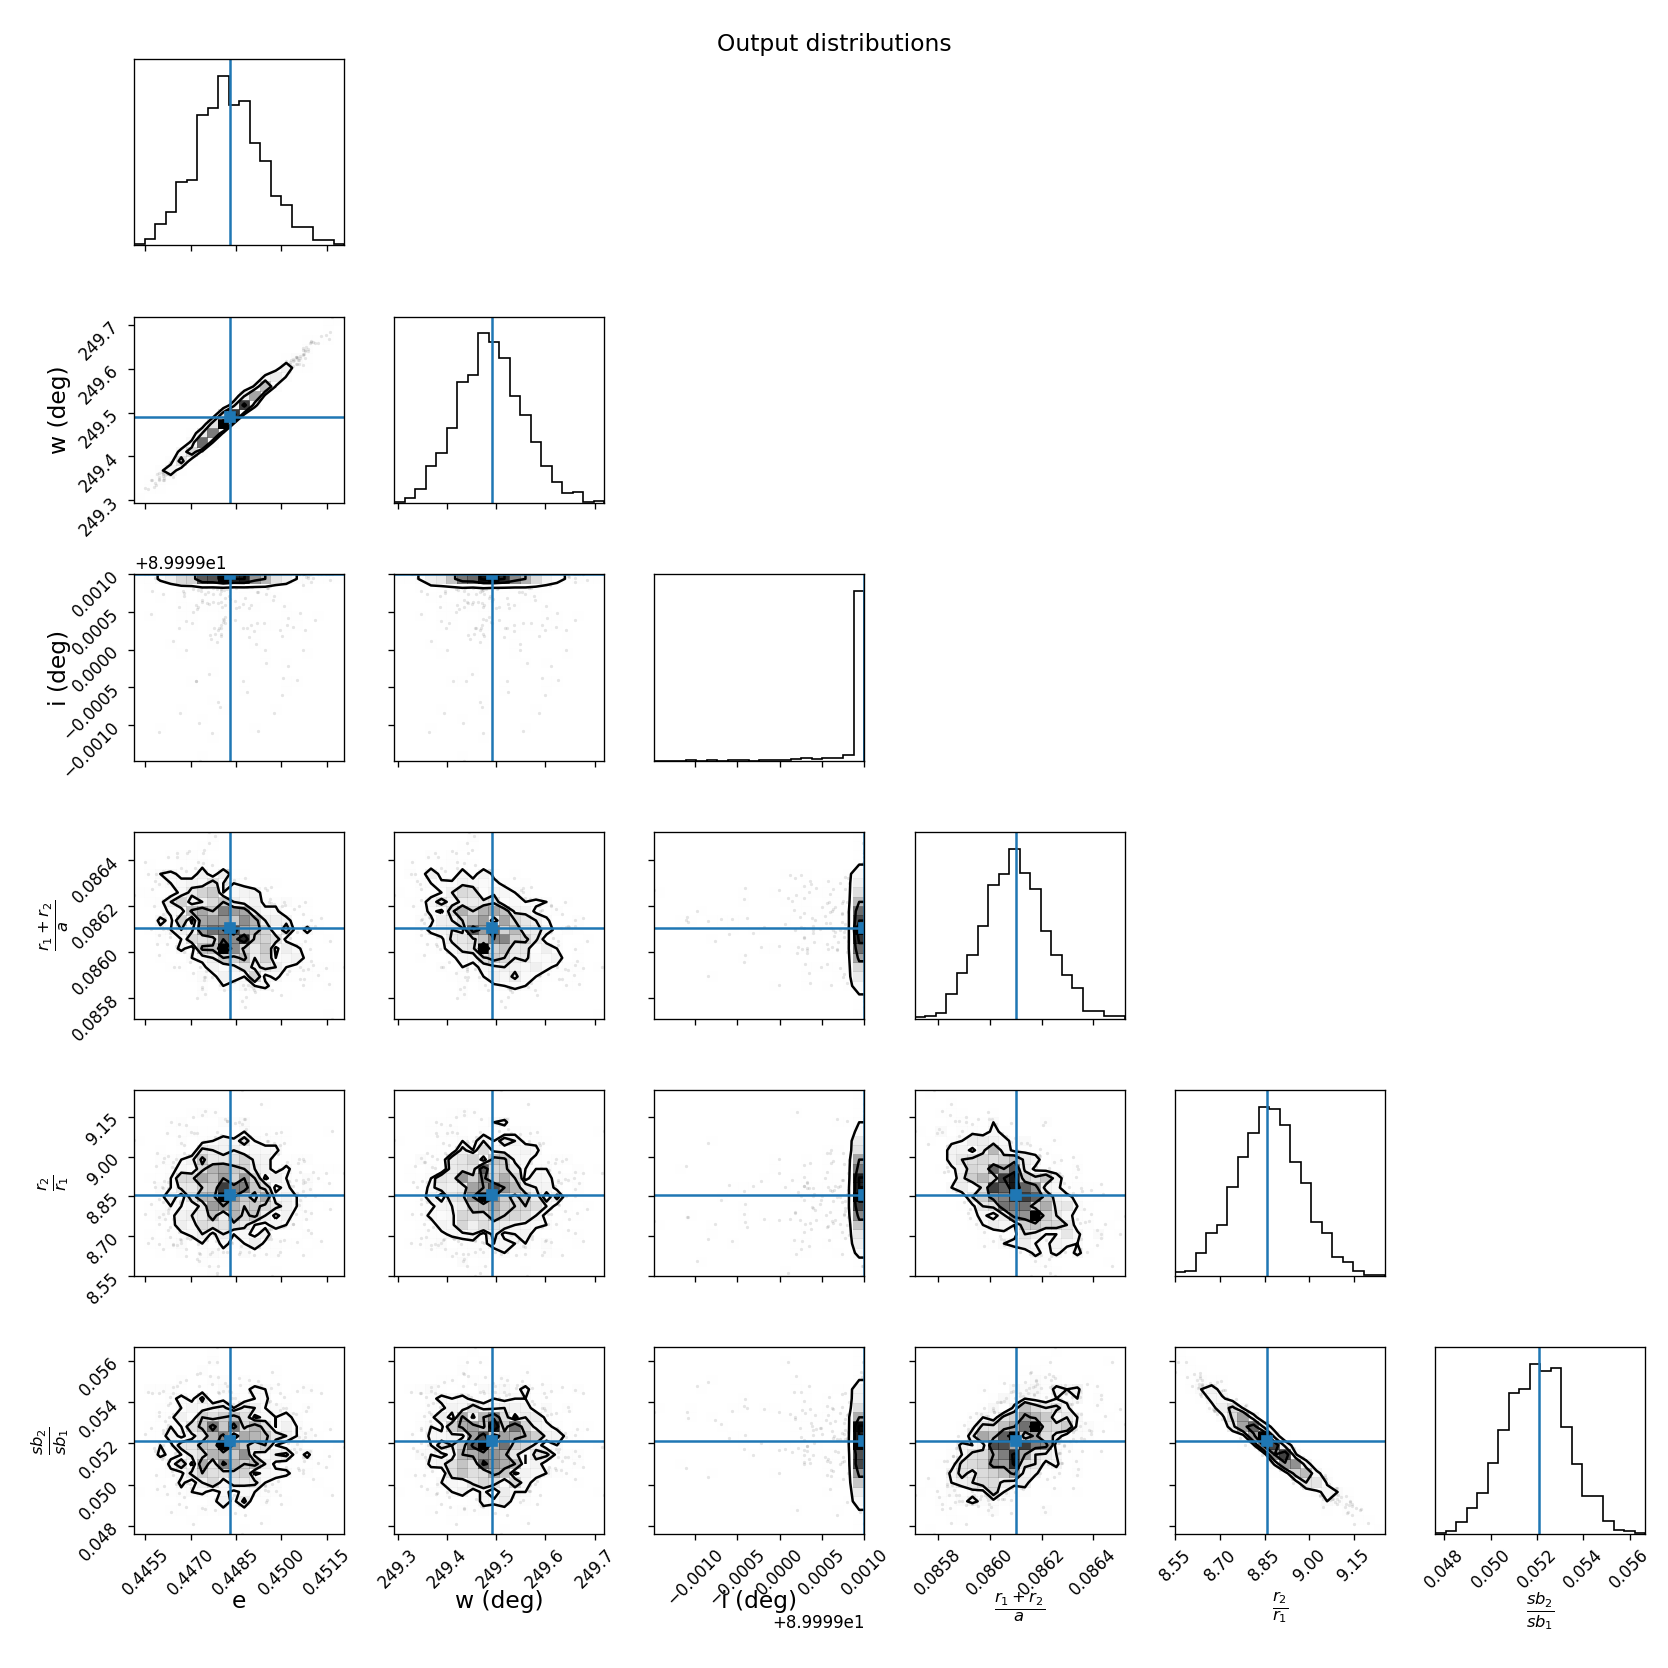 Output distributions
w (deg)
249.7
249.6
249.5
249.4
249.3
+8.9999e1
i (deg)
0.0010
0.0005
0.0000
−0.0005
−0.0010
r1 + r2
a
0.0864
0.0862
0.0860
0.0858
r2
r1
9.15
9.00
8.85
8.70
8.55
sb2
sb1
0.056
0.054
0.052
0.050
0.048
0.4455 0.4470 0.4485 0.4500 0.4515
e
249.3 249.4 249.5 249.6 249.7
w (deg)
−0.0010 −0.0005 0.0000 0.0005 0.0010
i (deg)
+8.9999e1
0.0858 0.0860 0.0862 0.0864
r1 + r2
a
8.55 8.70 8.85 9.00 9.15
r2
r1
0.048 0.050 0.052 0.054 0.056
sb2
sb1